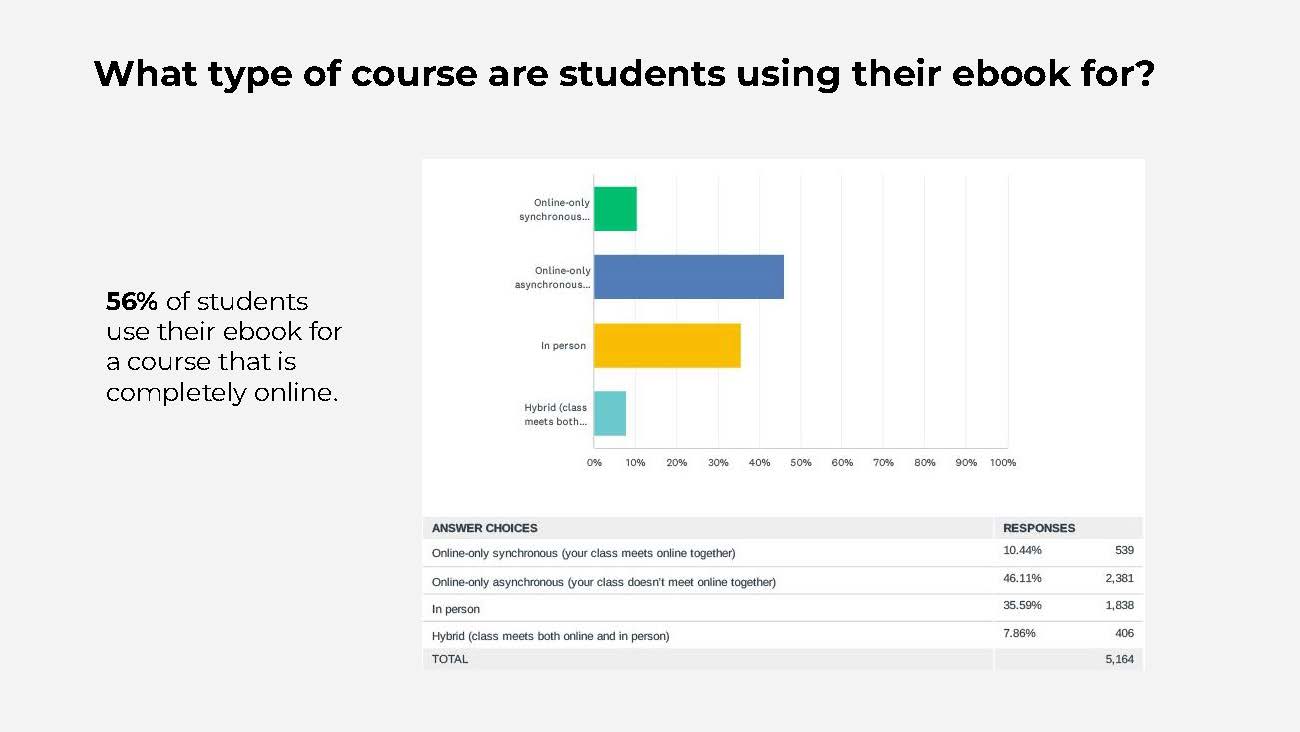 What type of course are students using their ebook for?
56% of students
use their ebook for
a course that is
completely online.
Online-only
synchronous...
Online-only
asynchronous...
In person
Hybrid (class
meets both...
0% 10% 20% 30% 40% 50% 60% 70% 80% 90% 100%
ANSWER CHOICES RESPONSES
Online-only synchronous (your class meets online together) 10.44% 539
Online-only asynchronous (your class doesn't meet online together) 46.11% 2,381
In person 35.59% 1,838
Hybrid (class meets both online and in person) 7.86% 406
TOTAL 5,164